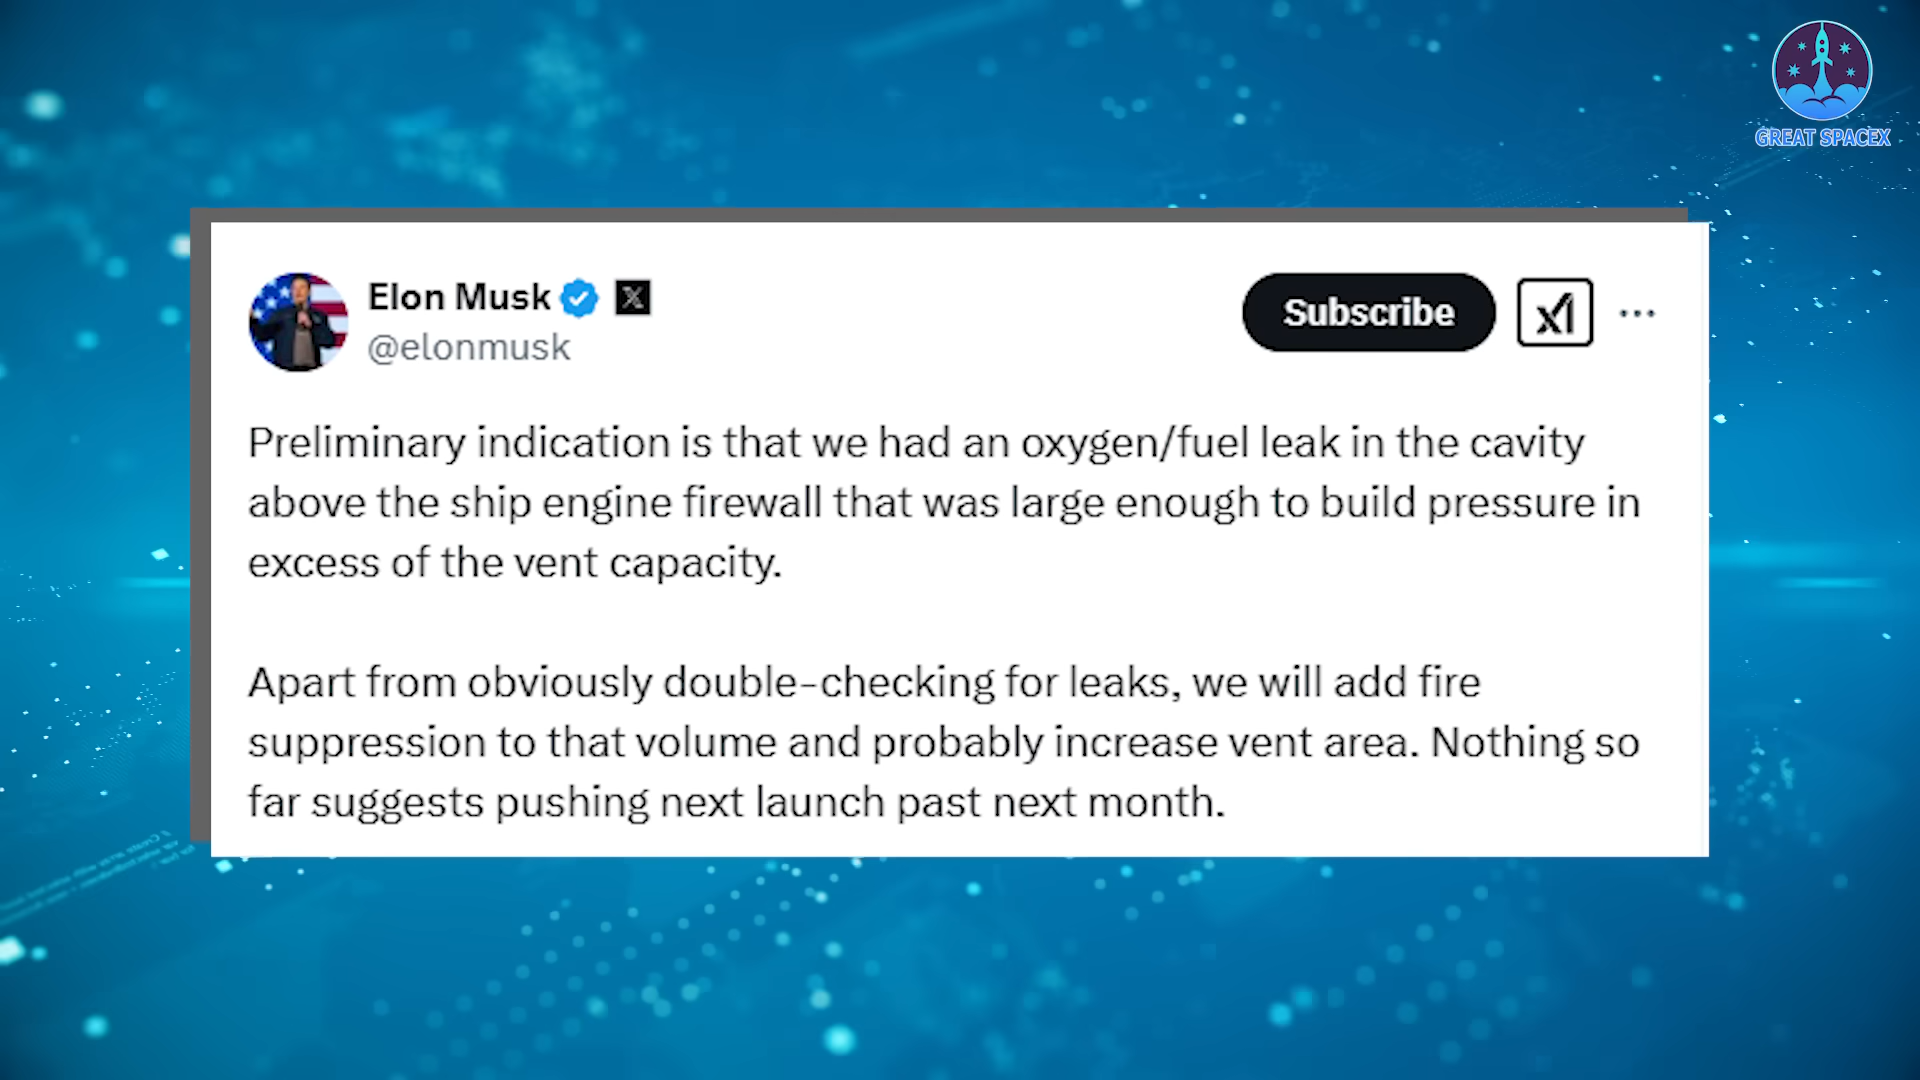 GREAT SPACEX
Elon Musk
@elonmusk
Subscribe
xI
Preliminary indication is that we had an oxygen/fuel leak in the cavity
above the ship engine firewall that was large enough to build pressure in
excess of the vent capacity.
Apart from obviously double-checking for leaks, we will add fire
suppression to that volume and probably increase vent area. Nothing so
far suggests pushing next launch past next month.